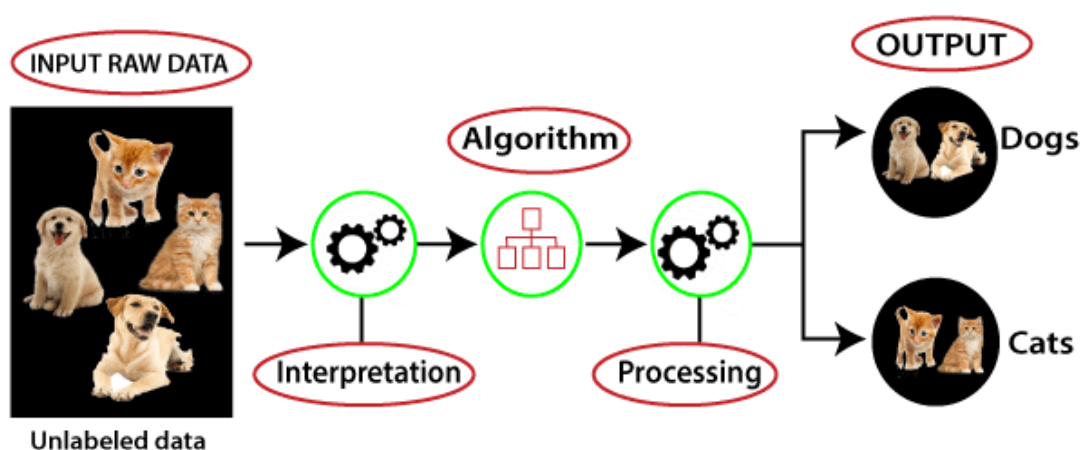 INPUT RAW DATA
Unlabeled data
Interpretation
Algorithm
Processing
OUTPUT
Dogs
Cats